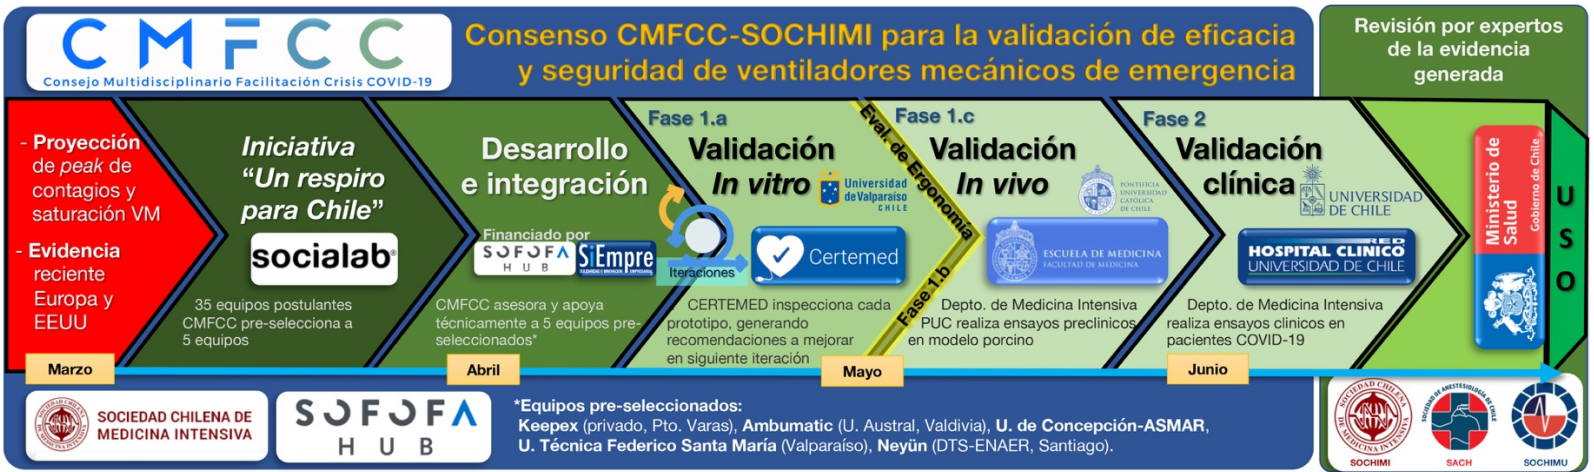 CMFCC
Consejo Multidisciplinario Facilitación Crisis COVID-19
Consenso CMFCC-SOCHIMI para la validación de eficacia
y seguridad de ventiladores mecánicos de emergencia
Revisión por expertos
de la evidencia
generada
- Proyección
de peak de
contagios y
saturación VM
- Evidencia
reciente
Europa y
EEUU
Marzo
Iniciativa
“Un respiro
para Chile”
socialab
35 equipos postulantes
CMFCC pre-selecciona a
5 equipos
Desarrollo
e integración
Financiado por
SOFOFA
HUB
SiEmpre
CMFCC asesora y apoya
técnicamente a 5 equipos pre-
seleccionados*
Abril
Fase 1.a
Validación
In vitro
Universidad
de Valparaíso
CHILE
Iteraciones
Certemed
CERTEMED inspecciona cada
prototipo, generando
recomendaciones a mejorar
en siguiente iteración
Eval. de Ergonomía
Fase 1.b
Mayo
Fase 1.c
Validación
In vivo
PONTIFICIA
UNIVERSIDAD
CATÓLICA
DE CHILE
ESCUELA DE MEDICINA
FACULTAD DE MEDICINA
Depto. de Medicina Intensiva
PUC realiza ensayos preclinicos
en modelo porcino
Fase 2
Validación
clínica
UNIVERSIDAD
DE CHILE
RED
HOSPITAL CLINICO
UNIVERSIDAD DE CHILE
Depto. de Medicina Intensiva
realiza ensayos clinicos en
pacientes COVID-19
Junio
Ministerio de
Salud
Gobierno de Chile
USO
SOCIEDAD CHILENA DE
MEDICINA INTENSIVA
SOFOFA
HUB
*Equipos pre-seleccionados:
Keepex (privado, Pto. Varas), Ambumatic (U. Austral, Valdivia), U. de Concepción-ASMAR,
U. Técnica Federico Santa María (Valparaíso), Neyün (DTS-ENAER, Santiago).
SOCHIMI
SACH
SOCHIMU